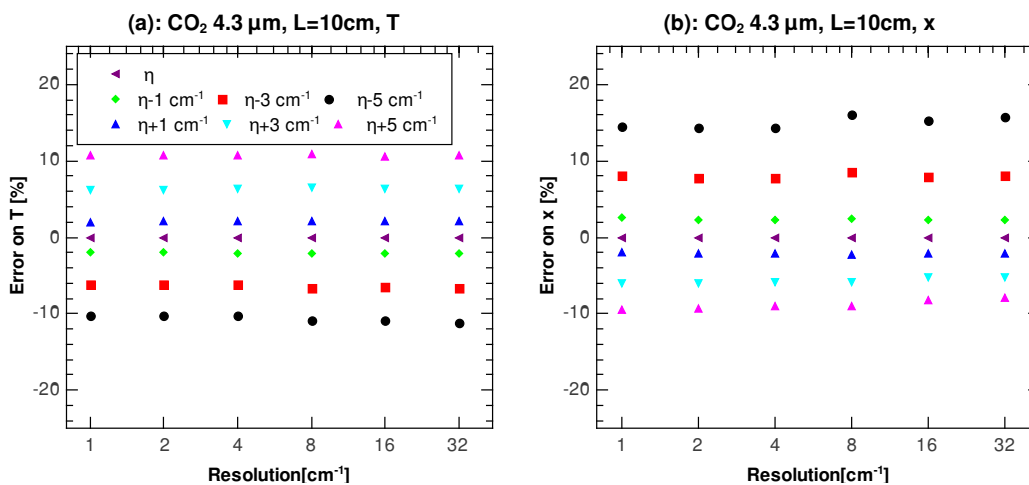 (a): CO₂ 4.3 µm, L=10cm, T
20
10
0
-10
-20
Error on T [%]
η
η-1 cm⁻¹ η-3 cm⁻¹ η-5 cm⁻¹
η+1 cm⁻¹ η+3 cm⁻¹ η+5 cm⁻¹
1 2 4 8 16 32
Resolution[cm⁻¹]
(b): CO₂ 4.3 µm, L=10cm, x
20
10
0
-10
-20
Error on x [%]
1 2 4 8 16 32
Resolution[cm⁻¹]